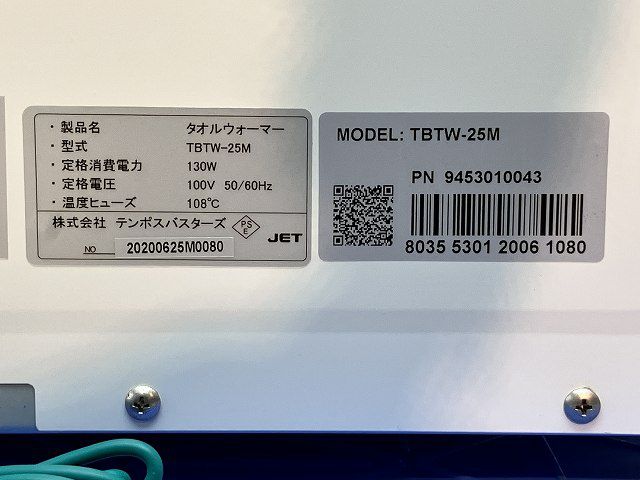 ・製品名 タオルウォーマー
・型式 TBTW-25M
・定格消費電力 130W
・定格電圧 100V 50/60Hz
・温度ヒューズ 108℃
株式会社 テンポスバスターズ
PS
E
JET
NO 20200625M0080
MODEL: TBTW-25M
PN 9453010043
8035 5301 2006 1080